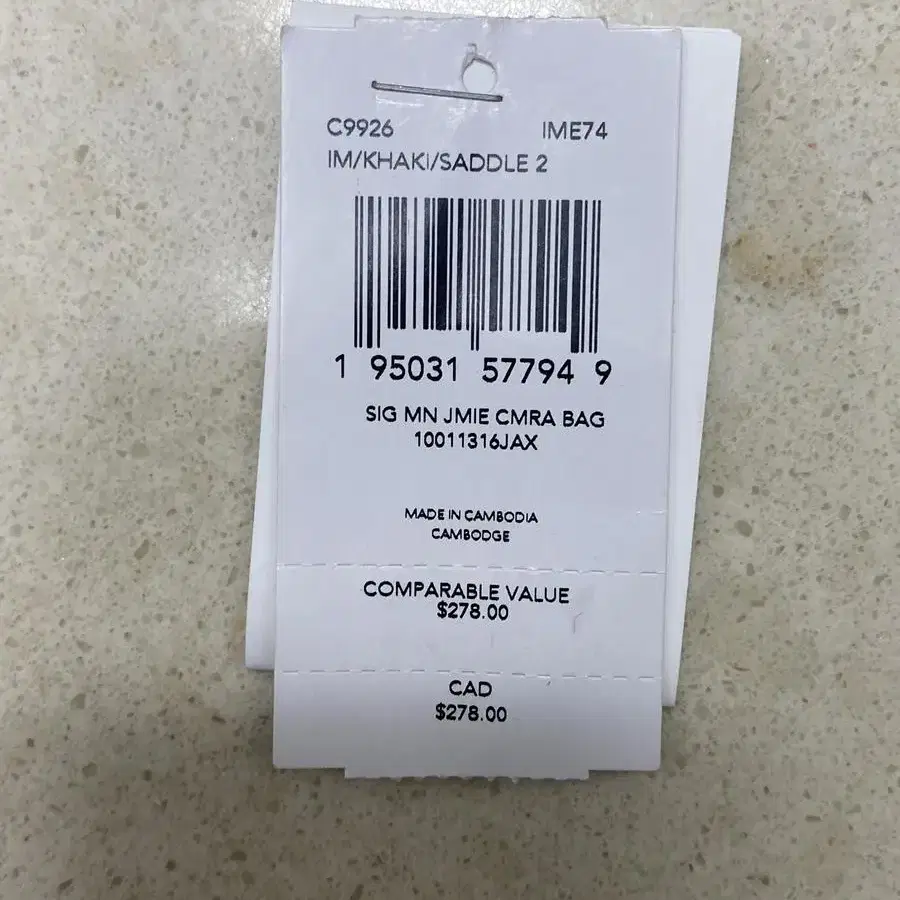 C9926 IME74
IM/KHAKI/SADDLE 2
1 95031 57794 9
SIG MN JMIE CMRA BAG
10011316JAX
MADE IN CAMBODIA
CAMBODGE
COMPARABLE VALUE
$278.00
CAD
$278.00